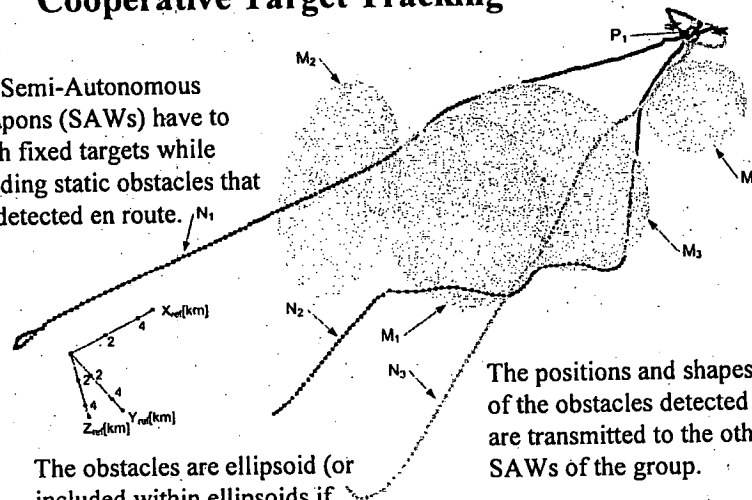 Cooperative Target Tracking
P₁
M₂
Semi-Autonomous
pons (SAWs) have to
h fixed targets while
ding static obstacles that
detected en route.
N₁
M
M₃
X_ref[km]
4
2
N₂
M₁
N₃
2
2
4
4
Y_ref[km]
Z_ref[km]
The positions and shapes
of the obstacles detected
are transmitted to the oth
SAWs of the group.
The obstacles are ellipsoid (or
included within ellipsoids if